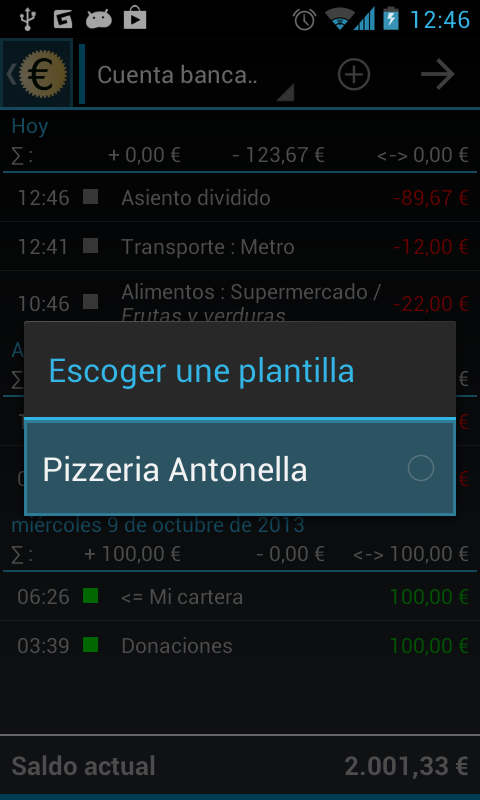 12:46
€
Cuenta banca..
Hoy
∑ : + 0,00 € - 123,67 € <-> 0,00 €
12:46 Asiento dividido -89,67 €
12:41 Transporte : Metro -12,00 €
10:46 Alimentos : Supermercado / -22,00 €
Frutas y verduras
Escoger une plantilla
Pizzeria Antonella
miércoles 9 de octubre de 2013
∑ : + 100,00 € - 0,00 € <-> 100,00 €
06:26 <= Mi cartera 100,00 €
03:39 Donaciones 100,00 €
Saldo actual 2.001,33 €